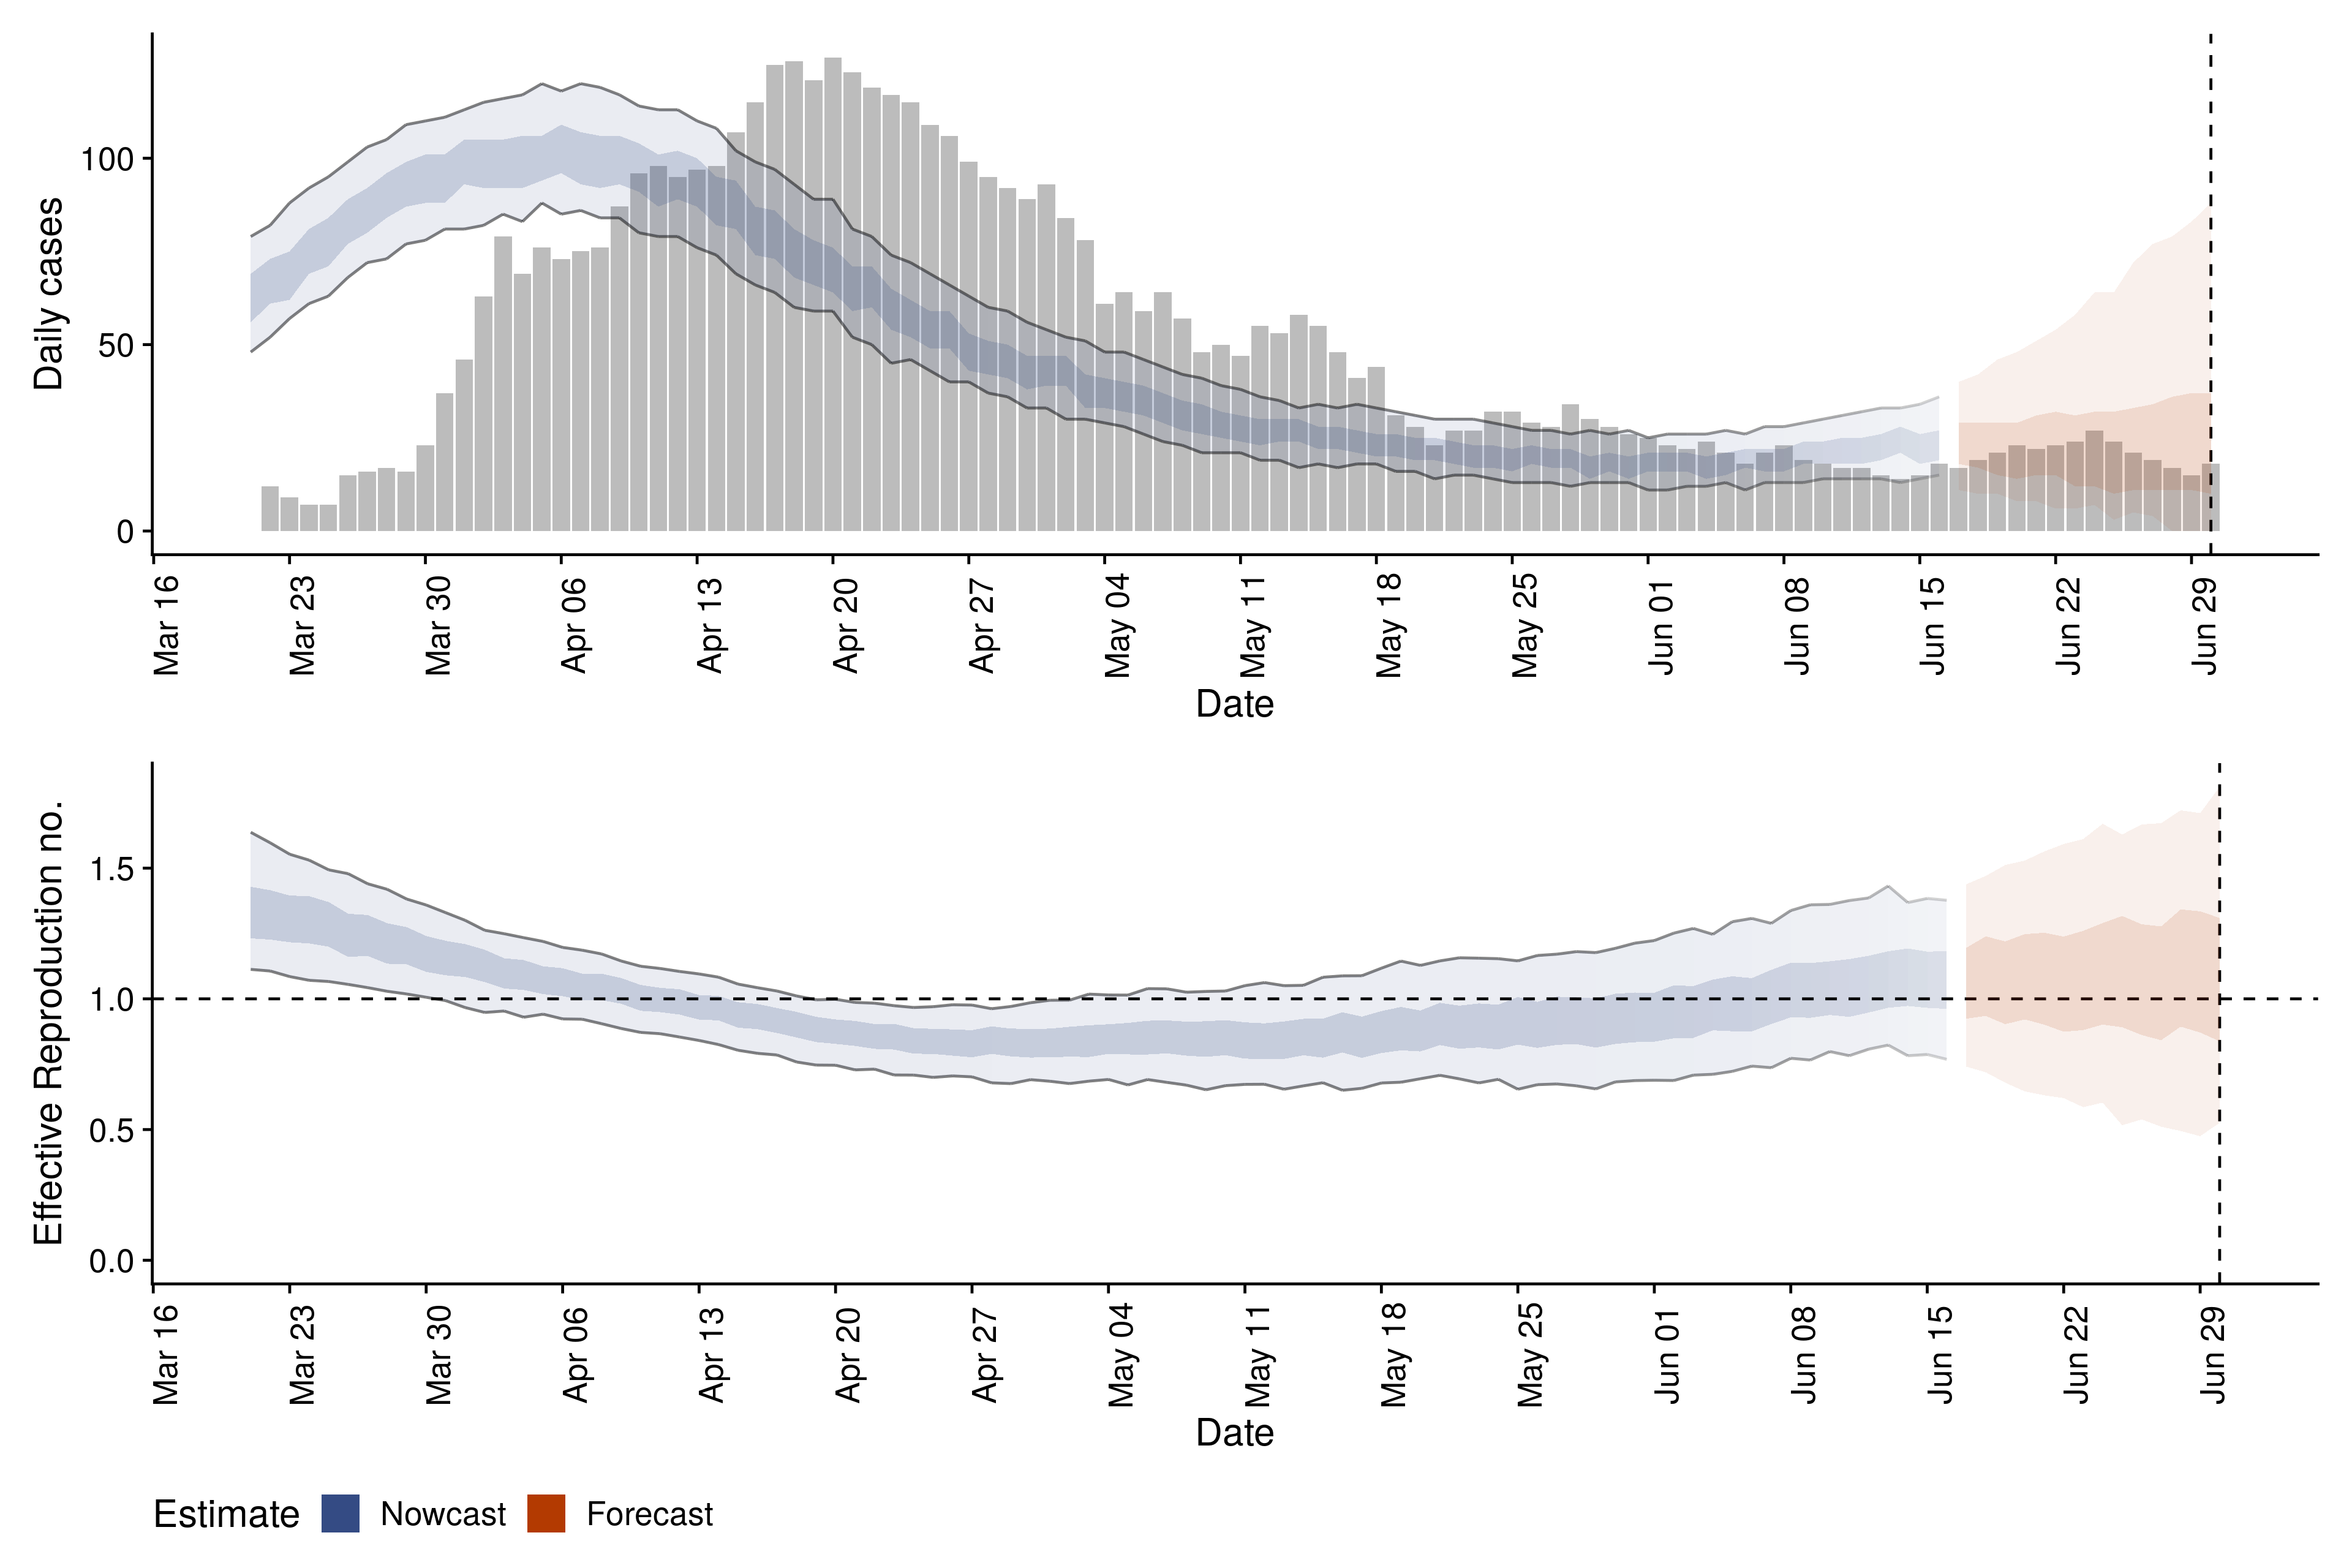 Daily cases
100
50
0
Mar 16
Mar 23
Mar 30
Apr 06
Apr 13
Apr 20
Apr 27
May 04
May 11
May 18
May 25
Jun 01
Jun 08
Jun 15
Jun 22
Jun 29
Date
Effective Reproduction no.
1.5
1.0
0.5
0.0
Mar 16
Mar 23
Mar 30
Apr 06
Apr 13
Apr 20
Apr 27
May 04
May 11
May 18
May 25
Jun 01
Jun 08
Jun 15
Jun 22
Jun 29
Date
Estimate Nowcast Forecast